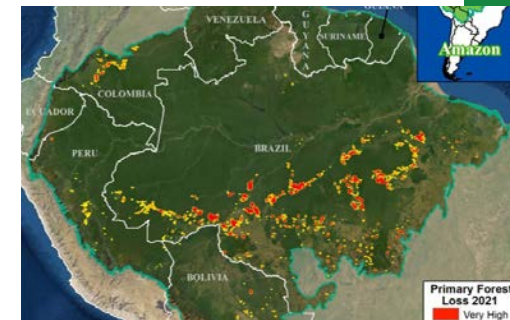 VENEZUELA
GUYANA
SURINAME
Amazon
COLOMBIA
ECUADOR
PERU
BRAZIL
BOLIVIA
Primary Forest
Loss 2021
Very High